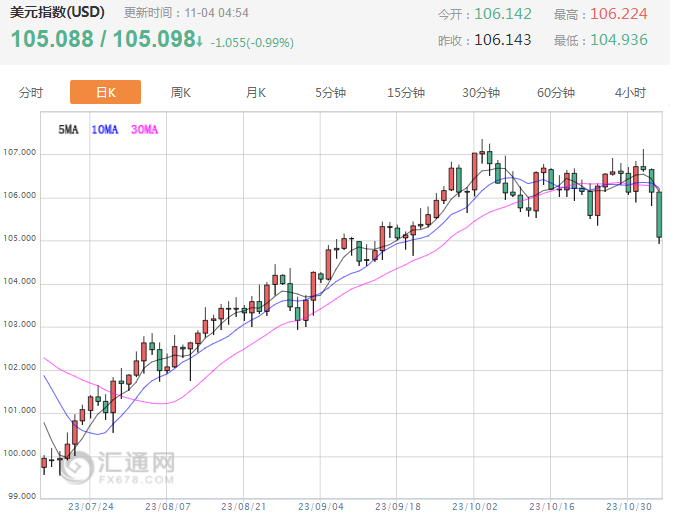 美元指数(USD) 更新时间：11-04 04:54
105.088 / 105.098↓ -1.055(-0.99%)
今开：106.142 最高：106.224
昨收：106.143 最低：104.936
分时 日K 周K 月K 5分钟 15分钟 30分钟 60分钟 4小时
5MA 10MA 30MA
107.000
106.000
105.000
104.000
103.000
102.000
101.000
100.000
99.000
汇通网
FX678.COM
23/07/24 23/08/07 23/08/21 23/09/04 23/09/18 23/10/02 23/10/16 23/10/30